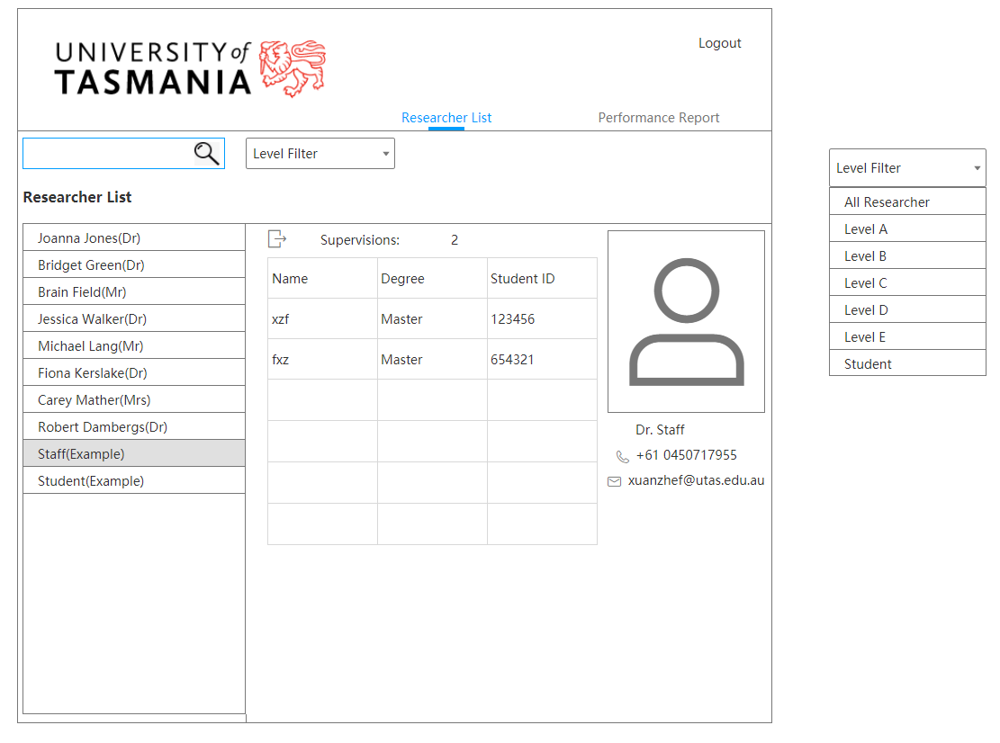 UNIVERSITY of
TASMANIA
Logout
Researcher List
Performance Report
Level Filter
Researcher List
Joanna Jones(Dr)
Bridget Green(Dr)
Brain Field(Mr)
Jessica Walker(Dr)
Michael Lang(Mr)
Fiona Kerslake(Dr)
Carey Mather(Mrs)
Robert Dambergs(Dr)
Staff(Example)
Student(Example)
Supervisions: 2
Name Degree Student ID
xzf Master 123456
fxz Master 654321
Dr. Staff
+61 0450717955
xuanzhef@utas.edu.au
Level Filter
All Researcher
Level A
Level B
Level C
Level D
Level E
Student